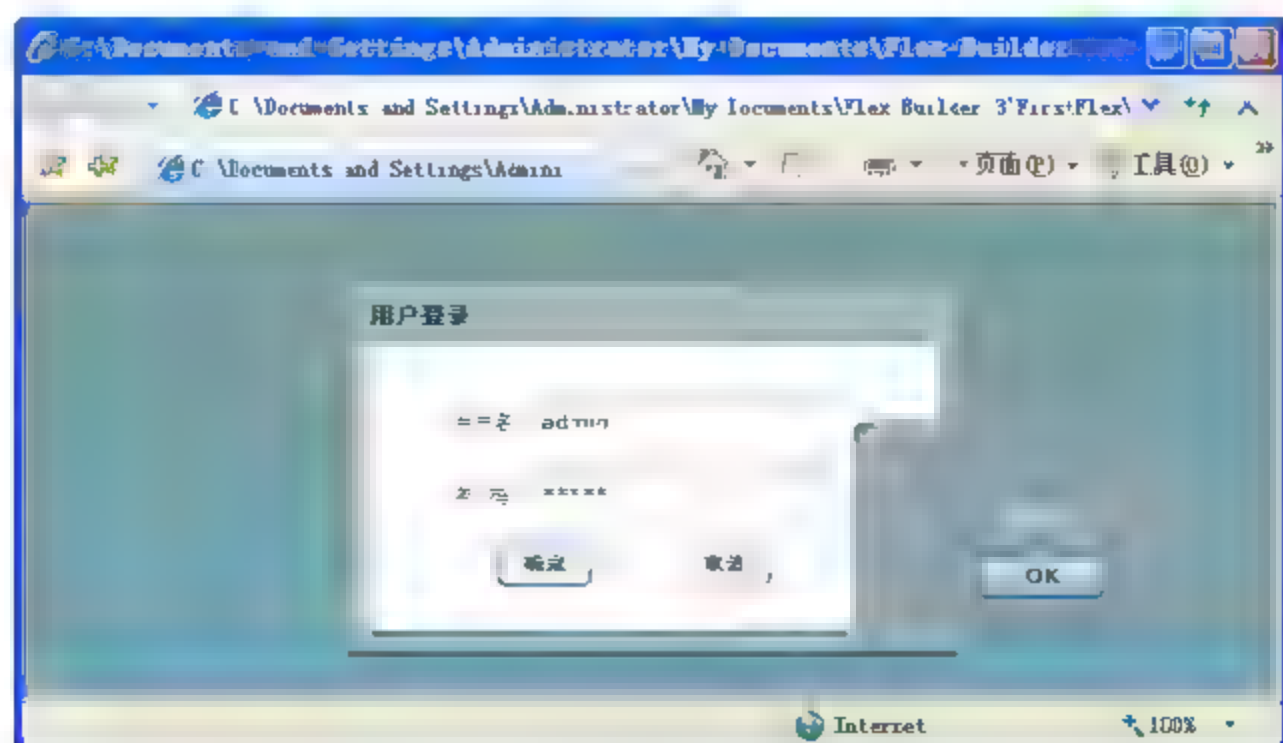 C:\Documents and Settings\Administrator\My Documents\Flex Builder
C \Documents and Settings\Administrator\My Documents\Flex Builder 3\FirstFlex\
C \Documents and Settings\Admini
页面(P)
工具(O)
用户登录
admin
*****
确定
取消
OK
Internet
100%